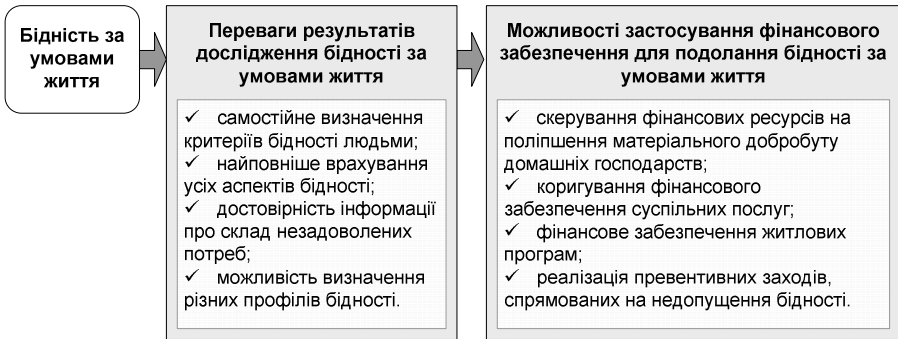 Бідність за
умовами
життя
Переваги результатів
дослідження бідності за
умовами життя
✓ самостійне визначення
критеріїв бідності людьми;
✓ найповніше врахування
усіх аспектів бідності;
✓ достовірність інформації
про склад незадоволених
потреб;
✓ можливість визначення
різних профілів бідності.
Можливості застосування фінансового
забезпечення для подолання бідності за
умовами життя
✓ скерування фінансових ресурсів на
поліпшення матеріального добробуту
домашніх господарств;
✓ коригування фінансового
забезпечення суспільних послуг;
✓ фінансове забезпечення житлових
програм;
✓ реалізація превентивних заходів,
спрямованих на недопущення бідності.